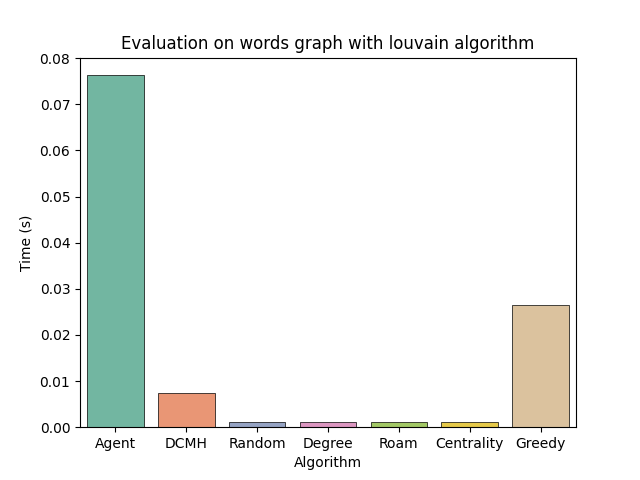 Evaluation on words graph with louvain algorithm
0.08
0.07
0.06
0.05
0.04
0.03
0.02
0.01
0.00
Time (s)
Agent DCMH Random Degree Roam Centrality Greedy
Algorithm